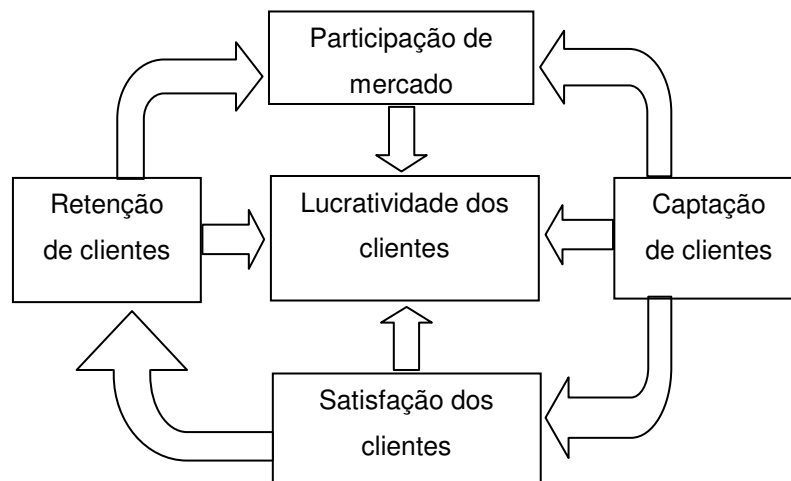 Participação de
mercado
Retenção
de clientes
Lucratividade dos
clientes
Captação
de clientes
Satisfação dos
clientes